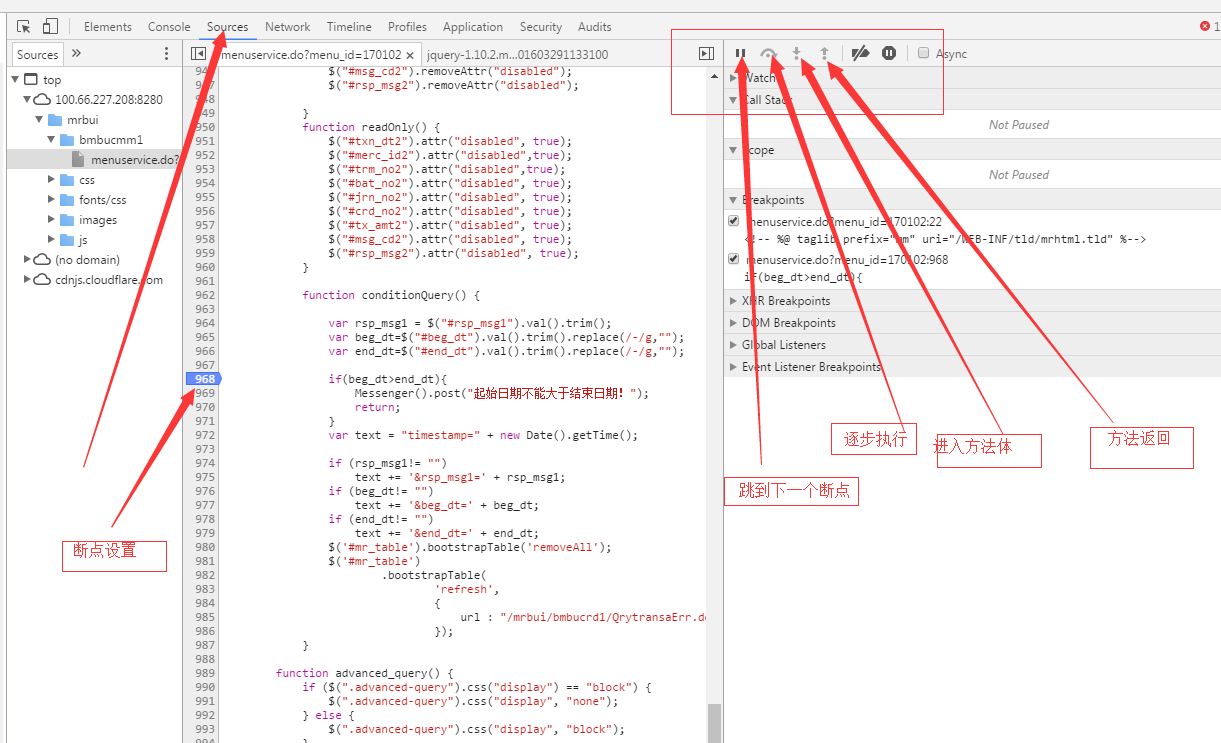 Elements Console Sources Network Timeline Profiles Application Security Audits 1
Sources » menuservice.do?menu_id=170102 × jquery-1.10.2.m...01603291133100 Async
top
100.66.227.208:8280
mrbui
bmbucmm1
menuservice.do?
css
fonts/css
images
js
(no domain)
cdnjs.cloudflare.com
$("#msg_cd2").removeAttr("disabled");
947 $("#rsp_msg2").removeAttr("disabled");
948
949 }
950 function readOnly() {
951 $("#txn_dt2").attr("disabled", true);
952 $("#merc_id2").attr("disabled",true);
953 $("#trm_no2").attr("disabled",true);
954 $("#bat_no2").attr("disabled", true);
955 $("#jrn_no2").attr("disabled", true);
956 $("#crd_no2").attr("disabled", true);
957 $("#tx_amt2").attr("disabled", true);
958 $("#msg_cd2").attr("disabled", true);
959 $("#rsp_msg2").attr("disabled", true);
960 }
961
962 function conditionQuery() {
963
964 var rsp_msg1 = $("#rsp_msg1").val().trim();
965 var beg_dt=$("#beg_dt").val().trim().replace(/-/g,"");
966 var end_dt=$("#end_dt").val().trim().replace(/-/g,"");
967
968 if(beg_dt>end_dt){
969 Messenger().post("起始日期不能大于结束日期！");
970 return;
971 }
972 var text = "timestamp=" + new Date().getTime();
973
974 if (rsp_msg1!= "")
975 text += '&rsp_msg1=' + rsp_msg1;
976 if (beg_dt!= "")
977 text += '&beg_dt=' + beg_dt;
978 if (end_dt!= "")
979 text += '&end_dt=' + end_dt;
980 $('#mr_table').bootstrapTable('removeAll');
981 $('#mr_table')
982 .bootstrapTable(
983 'refresh',
984 {
985 url : "/mrbui/bmbucrd1/QrytransaErr.do
986 });
987 }
988
989 function advanced_query() {
990 if ($(".advanced-query").css("display") == "block") {
991 $(".advanced-query").css("display", "none");
992 } else {
993 $(".advanced-query").css("display", "block");
994 }
Watch
Call Stack
Not Paused
Scope
Not Paused
Breakpoints
menuservice.do?menu_id=170102:22
<!-- %@ taglib prefix="mm" uri="/WEB-INF/tld/mrhtml.tld" %-->
menuservice.do?menu_id=170102:968
if(beg_dt>end_dt){
XHR Breakpoints
DOM Breakpoints
Global Listeners
Event Listener Breakpoints
逐步执行
进入方法体
方法返回
跳到下一个断点
断点设置